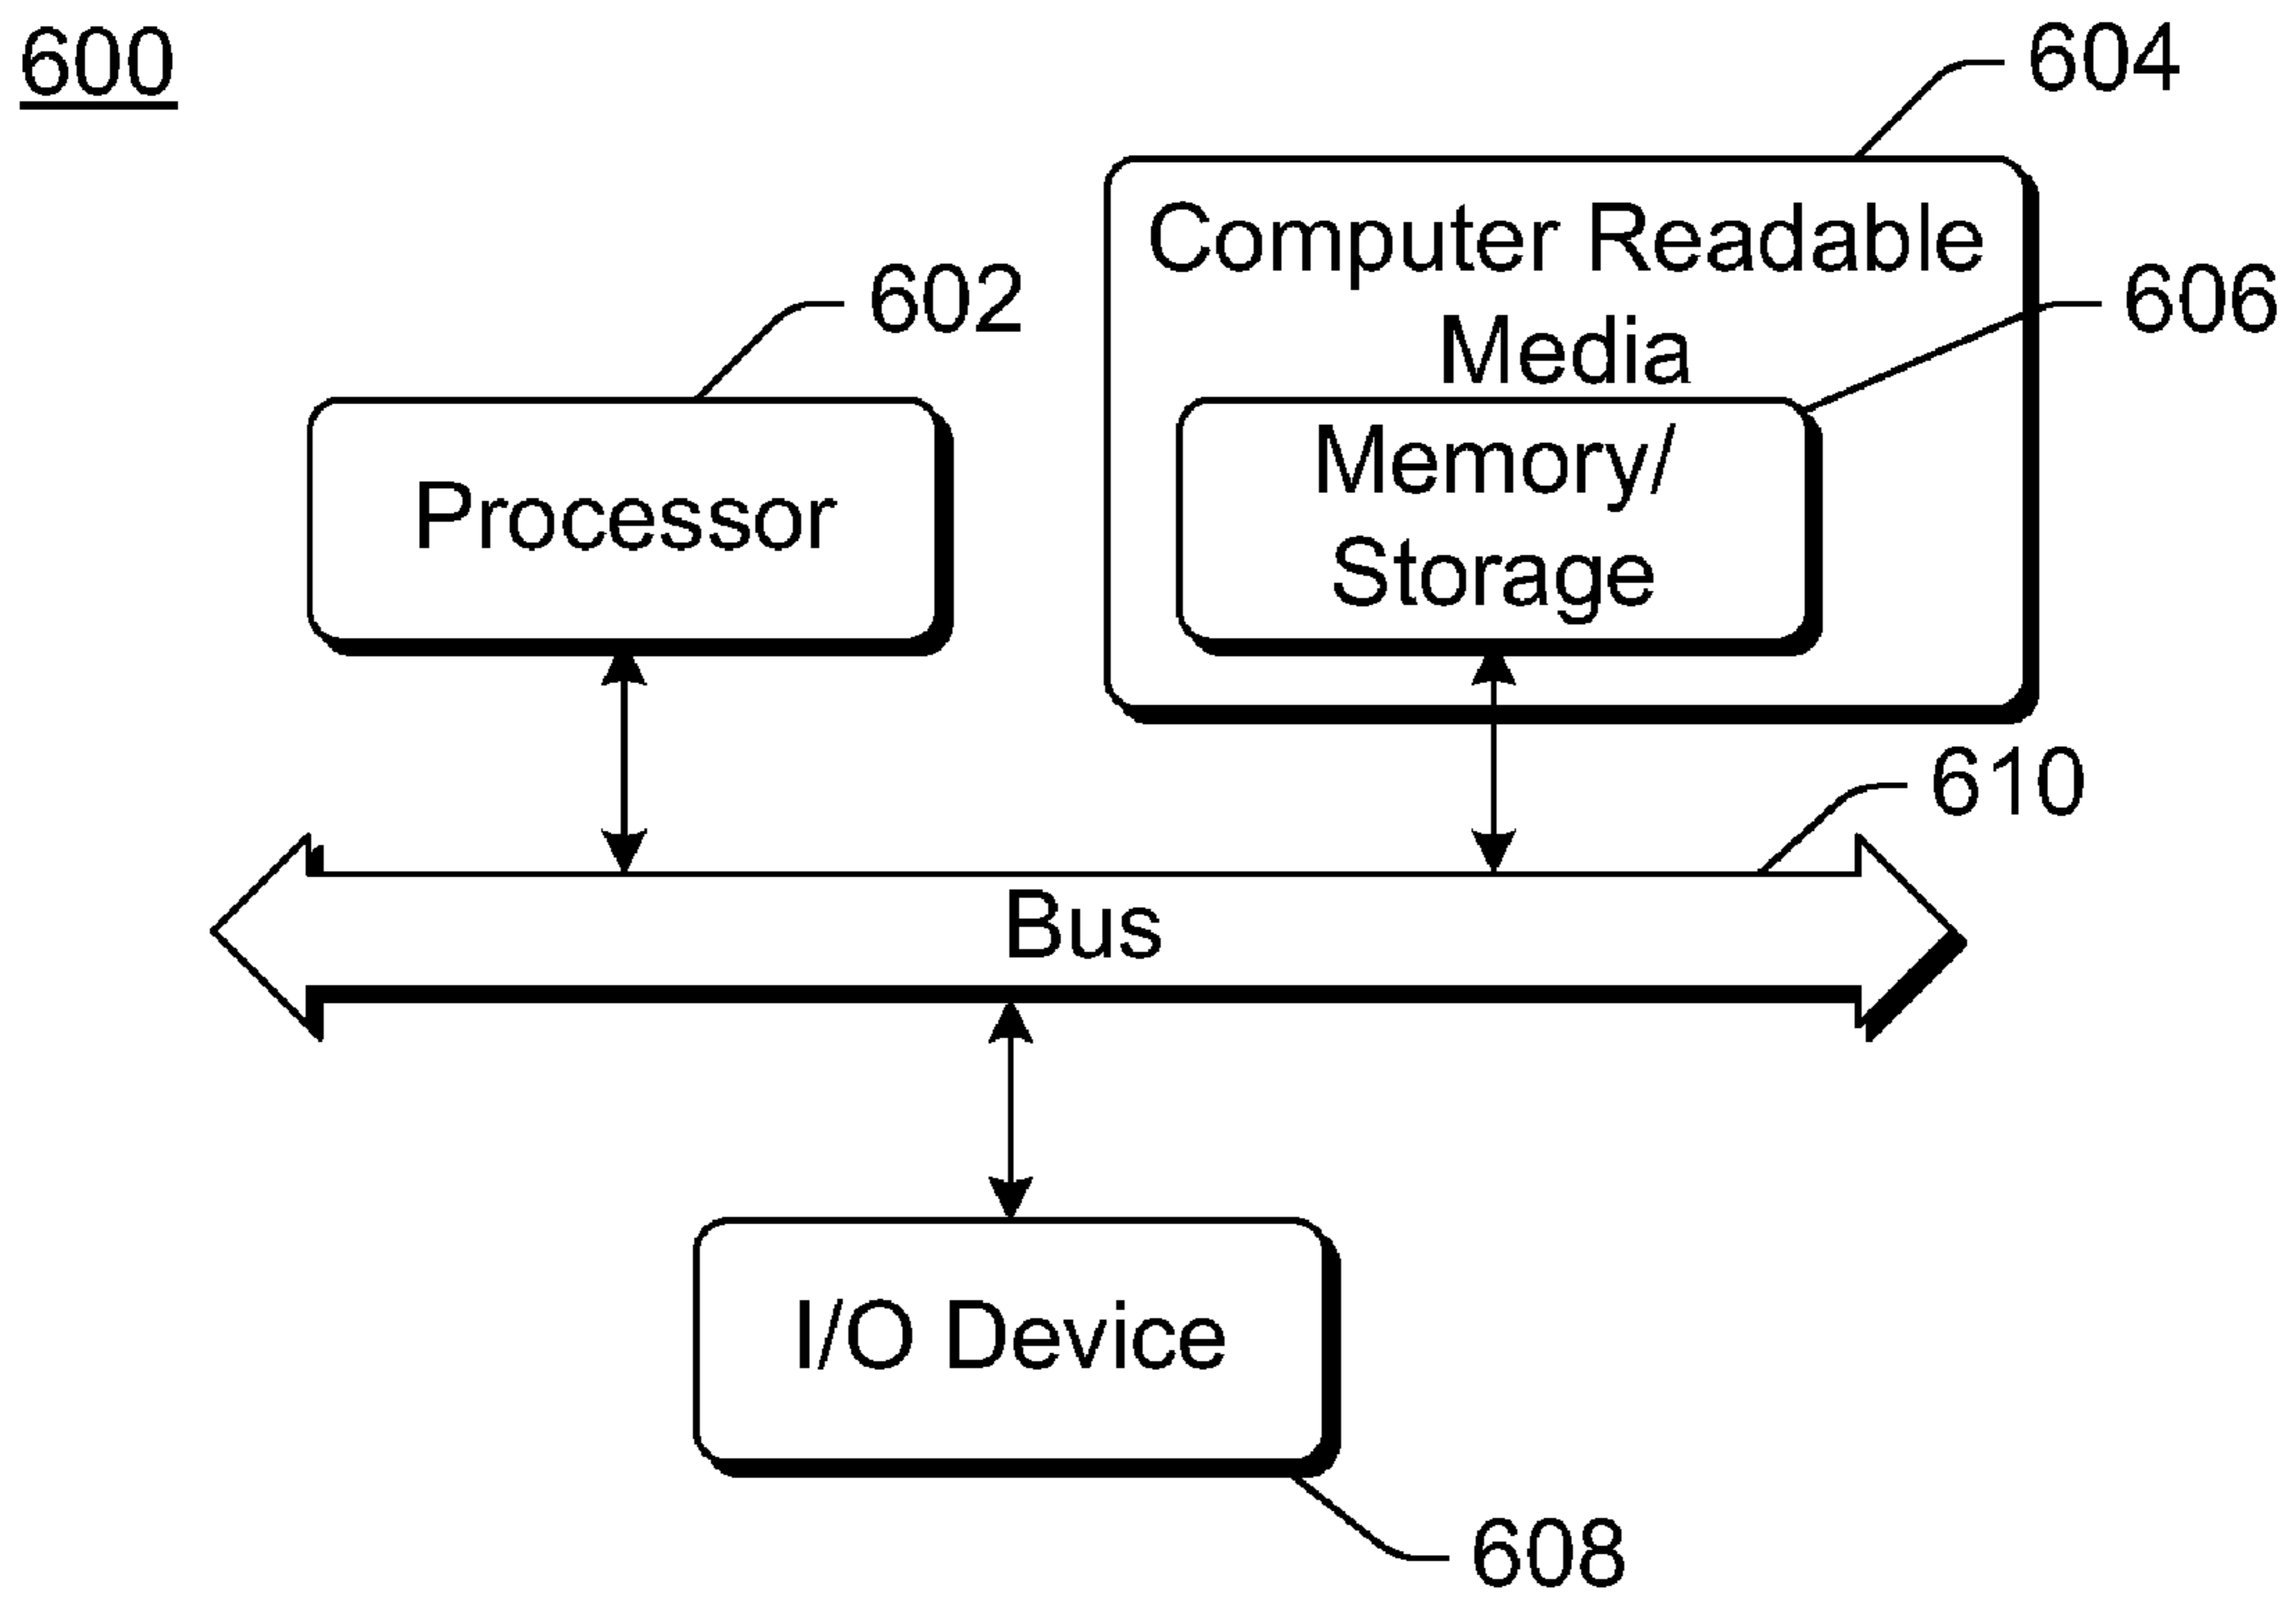 600
604
Computer Readable
Media
606
602
Processor
Memory/
Storage
610
Bus
I/O Device
608